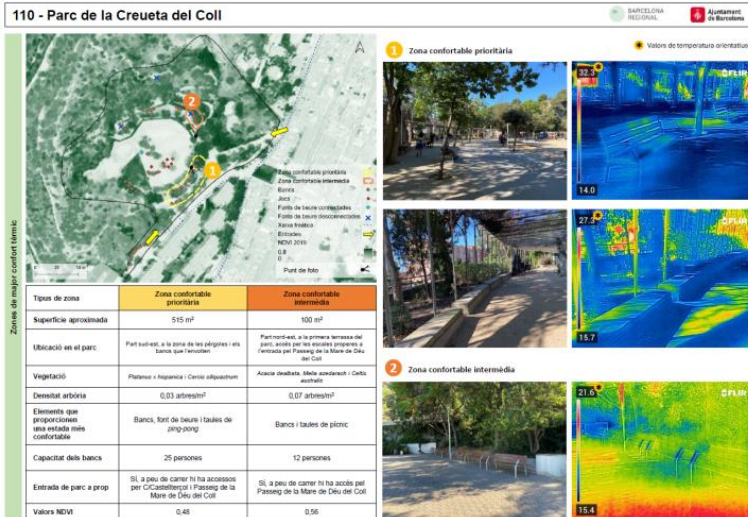 110 - Parc de la Creueta del Coll
BARCELONA
REGIONAL
Ajuntament
de Barcelona
Zones de major confort tèrmic
2
1
Zona confortable prioritària
Zona confortable intermèdia
Bancs
Jocs
Fonts de beure connectades
Fonts de beure desconnectades
Xarxa freàtica
Entrades
NDVI 2019
0,8
0
Punt de foto
1 Zona confortable prioritària
Valors de temperatura orientatius
32.3
FLIR
14.0
27.3
FLIR
15.7
2 Zona confortable intermèdia
21.6
FLIR
15.4
Tipus de zona
Zona confortable
prioritària
Zona confortable
intermèdia
Superfície aproximada
515 m²
100 m²
Ubicació en el parc
Part sud-est, a la zona de les pèrgoles i els
bancs que l'envolten
Part nord-est, a la primera terrassa del
parc, accés per les escales properes a
l'entrada pel Passeig de la Mare de Déu
del Coll
Vegetació
Platanus x hispanica i Cercis siliquastrum
Acacia dealbata, Melia azedarach i Celtis
australis
Densitat arbòria
0,03 arbres/m²
0,07 arbres/m²
Elements que
proporcionen
una estada més
confortable
Bancs, font de beure i taules de
ping-pong
Bancs i taules de pícnic
Capacitat dels bancs
25 persones
12 persones
Entrada de parc a prop
Sí, a peu de carrer hi ha accessos
per C/Castellterçol i Passeig de la
Mare de Déu del Coll
Sí, a peu de carrer hi ha accés pel
Passeig de la Mare de Déu del Coll
Valors NDVI
0,48
0,56